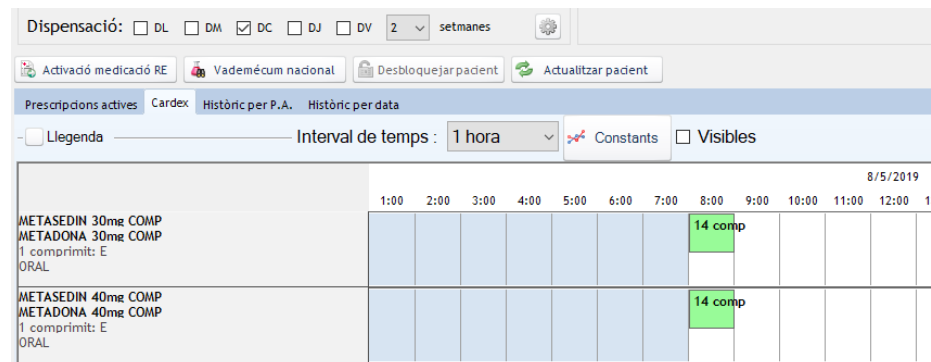 Dispensació: DL DM DC DJ DV 2 setmanes
Activació medicació RE Vademécum nacional Desbloquejar pacient Actualitzar pacient
Prescripcions actives Cardex Històric per P.A. Històric per data
Llegenda Interval de temps : 1 hora Constants Visibles
8/5/2019
1:00 2:00 3:00 4:00 5:00 6:00 7:00 8:00 9:00 10:00 11:00 12:00 1
METASEDIN 30mg COMP
METADONA 30mg COMP
1 comprimit: E
ORAL
14 comp
METASEDIN 40mg COMP
METADONA 40mg COMP
1 comprimit: E
ORAL
14 comp